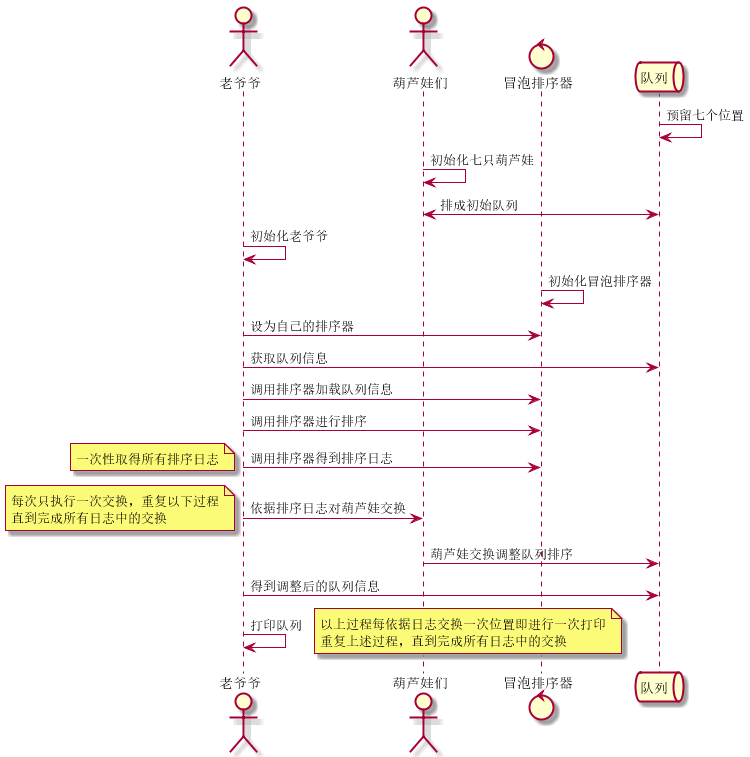 老爷爷
葫芦娃们
冒泡排序器
队列
预留七个位置
初始化七只葫芦娃
排成初始队列
初始化老爷爷
初始化冒泡排序器
设为自己的排序器
获取队列信息
调用排序器加载队列信息
调用排序器进行排序
一次性取得所有排序日志
调用排序器得到排序日志
每次只执行一次交换，重复以下过程
直到完成所有日志中的交换
依据排序日志对葫芦娃交换
葫芦娃交换调整队列排序
得到调整后的队列信息
打印队列
以上过程每依据日志交换一次位置即进行一次打印
重复上述过程，直到完成所有日志中的交换
老爷爷
葫芦娃们
冒泡排序器
队列